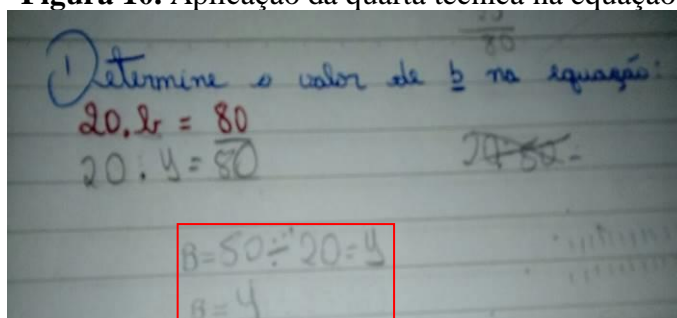 Figura 10. Aplicação da quarta técnica na equação
80
1) Determine o valor de b na equação:
20.b = 80
20.4=80
B=80÷20=4
B=4